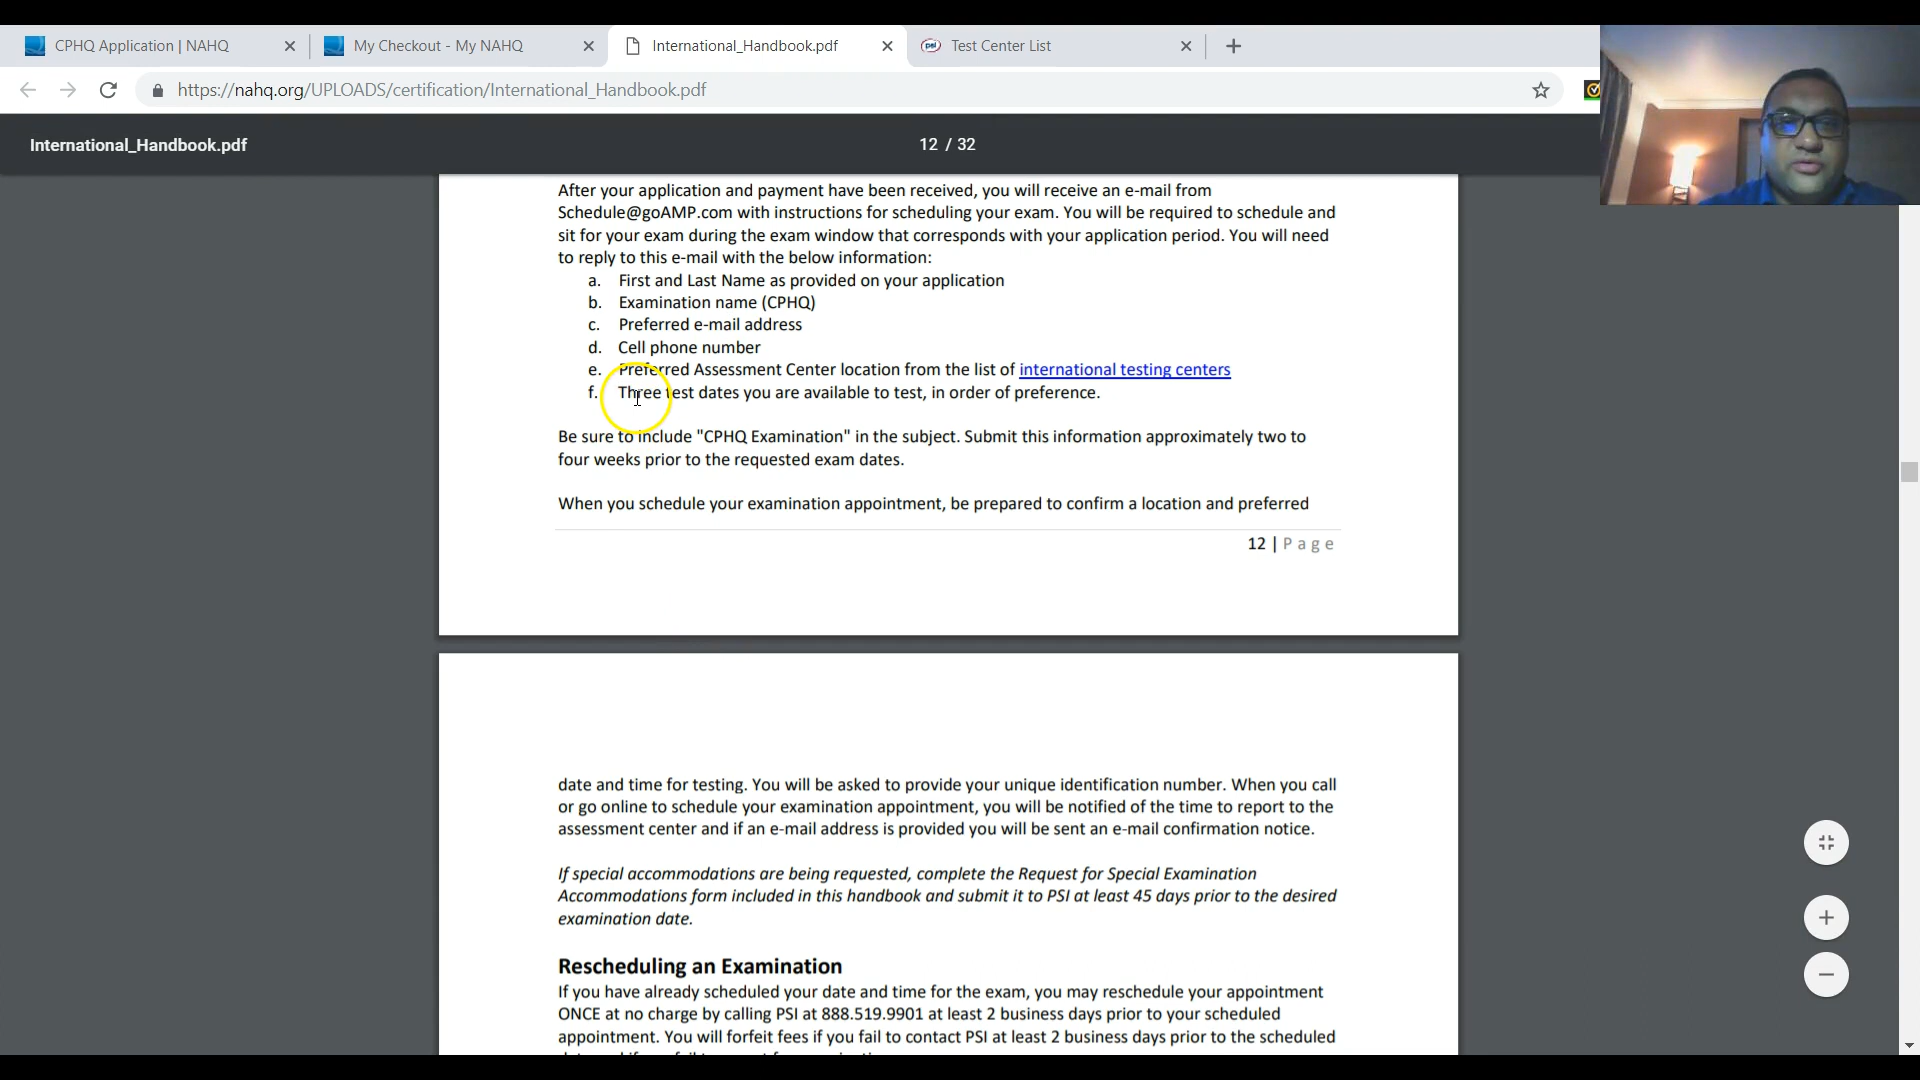 CPHQ Application | NAHQ
My Checkout - My NAHQ
International_Handbook.pdf
psi Test Center List
https://nahq.org/UPLOADS/certification/International_Handbook.pdf
International_Handbook.pdf
12 / 32
After your application and payment have been received, you will receive an e-mail from
Schedule@goAMP.com with instructions for scheduling your exam. You will be required to schedule and
sit for your exam during the exam window that corresponds with your application period. You will need
to reply to this e-mail with the below information:
a. First and Last Name as provided on your application
b. Examination name (CPHQ)
c. Preferred e-mail address
d. Cell phone number
e. Preferred Assessment Center location from the list of international testing centers
f. Three test dates you are available to test, in order of preference.
Be sure to include "CPHQ Examination" in the subject. Submit this information approximately two to
four weeks prior to the requested exam dates.
When you schedule your examination appointment, be prepared to confirm a location and preferred
12 | Page
date and time for testing. You will be asked to provide your unique identification number. When you call
or go online to schedule your examination appointment, you will be notified of the time to report to the
assessment center and if an e-mail address is provided you will be sent an e-mail confirmation notice.
If special accommodations are being requested, complete the Request for Special Examination
Accommodations form included in this handbook and submit it to PSI at least 45 days prior to the desired
examination date.
Rescheduling an Examination
If you have already scheduled your date and time for the exam, you may reschedule your appointment
ONCE at no charge by calling PSI at 888.519.9901 at least 2 business days prior to your scheduled
appointment. You will forfeit fees if you fail to contact PSI at least 2 business days prior to the scheduled